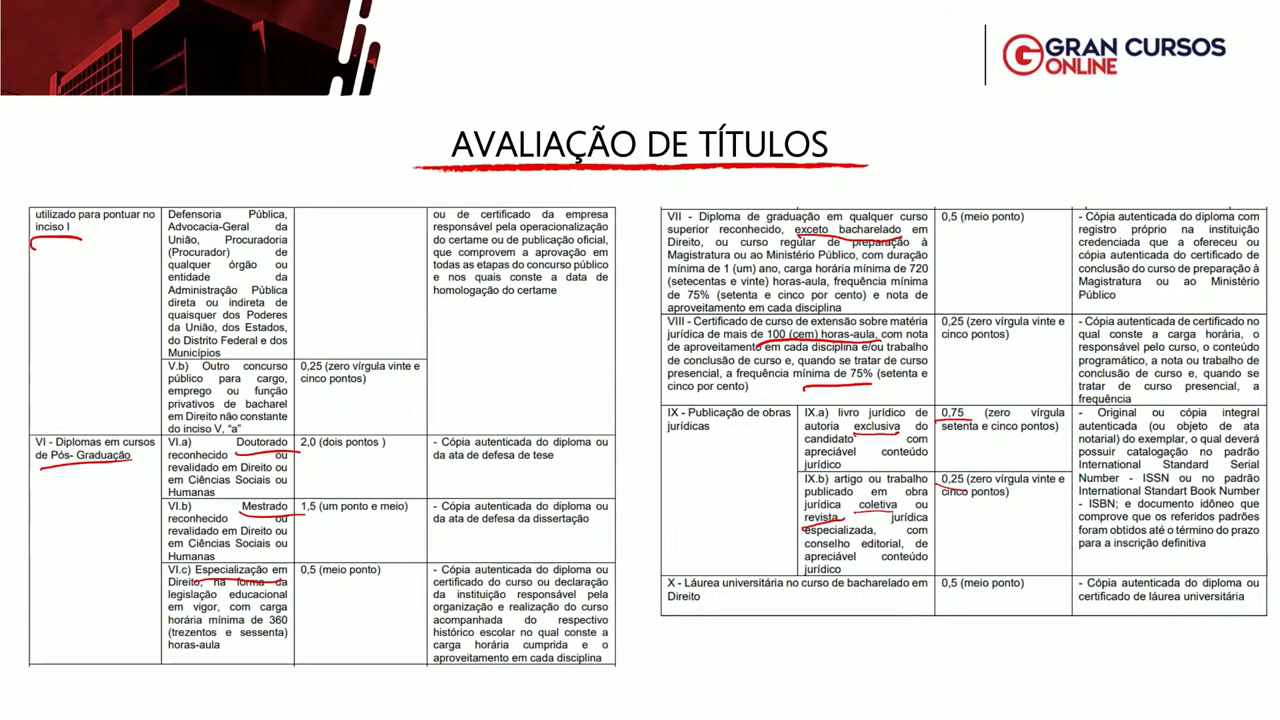 GRAN CURSOS
ONLINE
AVALIAÇÃO DE TÍTULOS
utilizado para pontuar no
inciso I
Defensoria Pública,
Advocacia-Geral da
União, Procuradoria
(Procurador) de
qualquer órgão ou
entidade da
Administração Pública
direta ou indireta de
quaisquer dos Poderes
da União, dos Estados,
do Distrito Federal e dos
Municípios
ou de certificado da empresa
responsável pela operacionalização
do certame ou de publicação oficial,
que comprovem a aprovação em
todas as etapas do concurso público
e nos quais conste a data de
homologação do certame
V.b) Outro concurso
público para cargo,
emprego ou função
privativos de bacharel
em Direito não constante
do inciso V, “a”
0,25 (zero vírgula vinte e
cinco pontos)
VI - Diplomas em cursos
de Pós- Graduação
VI.a) Doutorado
reconhecido ou
revalidado em Direito ou
em Ciências Sociais ou
Humanas
2,0 (dois pontos )
- Cópia autenticada do diploma ou
da ata de defesa de tese
VI.b) Mestrado
reconhecido ou
revalidado em Direito ou
em Ciências Sociais ou
Humanas
1,5 (um ponto e meio)
- Cópia autenticada do diploma ou
da ata de defesa da dissertação
VI.c) Especialização em
Direito, na forma da
legislação educacional
em vigor, com carga
horária mínima de 360
(trezentos e sessenta)
horas-aula
0,5 (meio ponto)
- Cópia autenticada do diploma ou
certificado do curso ou declaração
da instituição responsável pela
organização e realização do curso
acompanhada do respectivo
histórico escolar no qual conste a
carga horária cumprida e o
aproveitamento em cada disciplina
VII - Diploma de graduação em qualquer curso
superior reconhecido, exceto bacharelado em
Direito, ou curso regular de preparação à
Magistratura ou ao Ministério Público, com duração
mínima de 1 (um) ano, carga horária mínima de 720
(setecentas e vinte) horas-aula, frequência mínima
de 75% (setenta e cinco por cento) e nota de
aproveitamento em cada disciplina
0,5 (meio ponto)
- Cópia autenticada do diploma com
registro próprio na instituição
credenciada que a ofereceu ou
cópia autenticada do certificado de
conclusão do curso de preparação à
Magistratura ou ao Ministério
Público
VIII - Certificado de curso de extensão sobre matéria
jurídica de mais de 100 (cem) horas-aula, com nota
de aproveitamento em cada disciplina e/ou trabalho
de conclusão de curso e, quando se tratar de curso
presencial, a frequência mínima de 75% (setenta e
cinco por cento)
0,25 (zero vírgula vinte e
cinco pontos)
- Cópia autenticada de certificado no
qual conste a carga horária, o
responsável pelo curso, o conteúdo
programático, a nota ou trabalho de
conclusão de curso e, quando se
tratar de curso presencial, a
frequência
IX - Publicação de obras
jurídicas
IX.a) livro jurídico de
autoria exclusiva do
candidato com
apreciável conteúdo
jurídico
0,75 (zero vírgula
setenta e cinco pontos)
- Original ou cópia integral
autenticada (ou objeto de ata
notarial) do exemplar, o qual deverá
possuir catalogação no padrão
International Standard Serial
Number - ISSN ou no padrão
International Standart Book Number
- ISBN; e documento idôneo que
comprove que os referidos padrões
foram obtidos até o término do prazo
para a inscrição definitiva
IX.b) artigo ou trabalho
publicado em obra
jurídica coletiva ou
revista jurídica
especializada, com
conselho editorial, de
apreciável conteúdo
jurídico
0,25 (zero vírgula vinte e
cinco pontos)
X - Láurea universitária no curso de bacharelado em
Direito
0,5 (meio ponto)
- Cópia autenticada do diploma ou
certificado de láurea universitária